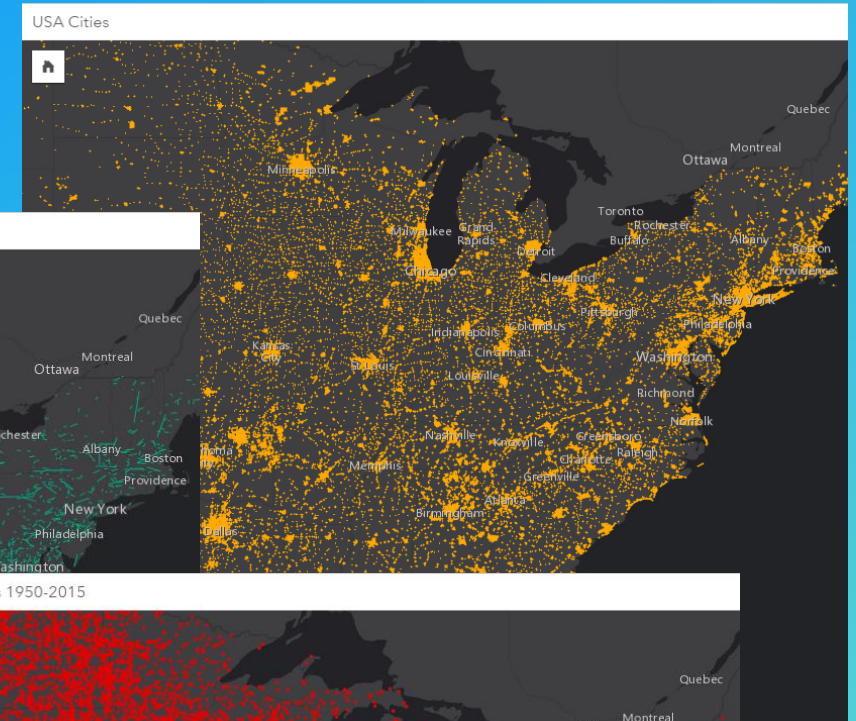 USA Cities
Quebec
Montreal
Ottawa
Minneapolis
Toronto
Rochester
Milwaukee
Grand
Rapids
Buffalo
Albany
Boston
Detroit
Providence
Chicago
Cleveland
New York
Pittsburgh
Philadelphia
Indianapolis
Columbus
Kansas
City
Cincinnati
Washington
St Louis
Louisville
Richmond
Norfolk
Nashville
Knoxville
Greensboro
Raleigh
Memphis
Charlotte
Greenville
Atlanta
Birmingham
Dallas
Quebec
Montreal
Ottawa
chester
Albany
Boston
Providence
New York
Philadelphia
ashington
1950-2015
Quebec
Montreal